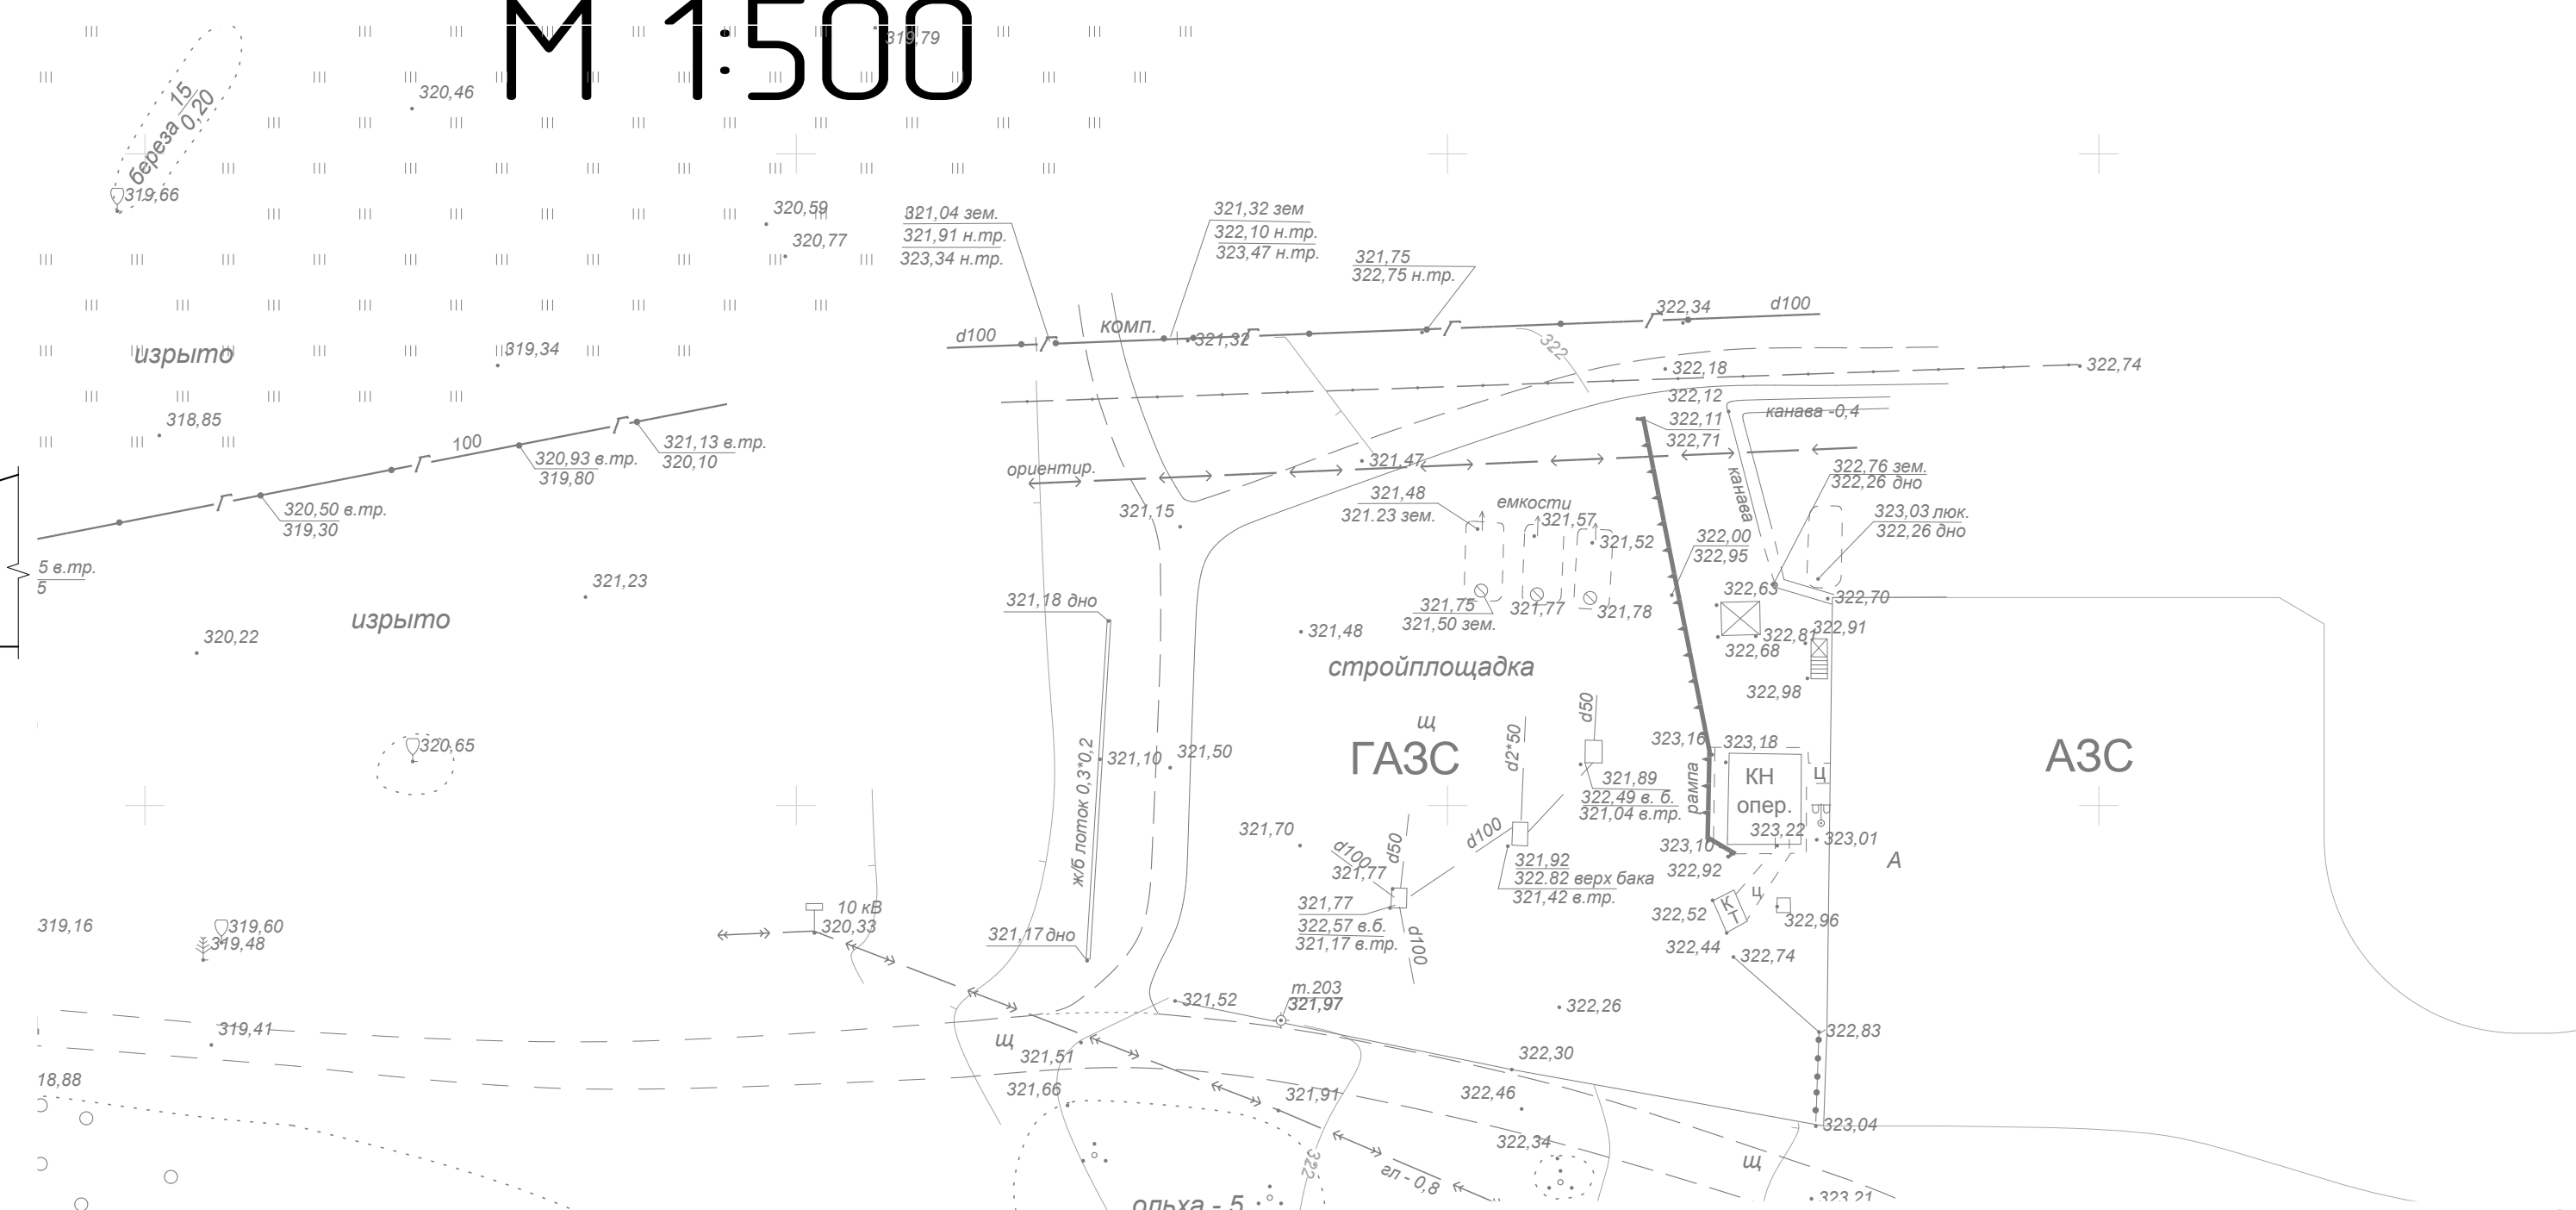 М 1:500
319,79
320,46
береза 15
0,20
319,66
320,59
320,77
321,04 зем.
321,91 н.тр.
323,34 н.тр.
321,32 зем
322,10 н.тр.
323,47 н.тр.
321,75
322,75 н.тр.
322,34
d100
d100
комп.
321,32
322
изрыто
319,34
322,18
322,74
318,85
322,12
322,11
322,71
канава -0,4
канава
100
321,13 в.тр.
320,10
320,93 в.тр.
319,80
320,50 в.тр.
319,30
ориентир.
321,47
321,48
321.23 зем.
емкости
321,57
321,52
322,76 зем.
322,26 дно
323,03 люк.
322,26 дно
321,15
322,00
322,95
5 в.тр.
5
321,23
изрыто
320,22
321,18 дно
321,75
321,50 зем.
321,77
321,78
322,63
322,70
321,48
322,81
322,91
322,68
стройплощадка
322,98
щ
ГАЗС
d2*50
d50
323,16
323,18
АЗС
320,65
ж/б лоток 0,3*0,2
321,10
321,50
321,89
322,49 в. б.
321,04 в.тр.
рампа
КН
опер.
Ц
323,22
323,01
321,70
d100
321,77
d50
d100
321,92
322.82 верх бака
321,42 в.тр.
323,10
322,92
А
321,77
322,57 в.б.
321,17 в.тр.
d100
322,52
КТ
ц
322,96
322,44
322,74
10 кВ
320,33
319,16
319,60
319,48
321,17 дно
321,52
т.203
321,97
322,26
322,83
319,41
щ
321,51
322,30
18,88
321,66
321,91
322,46
322,34
323,04
322
гл - 0,8
щ
323,21
ольха - 5